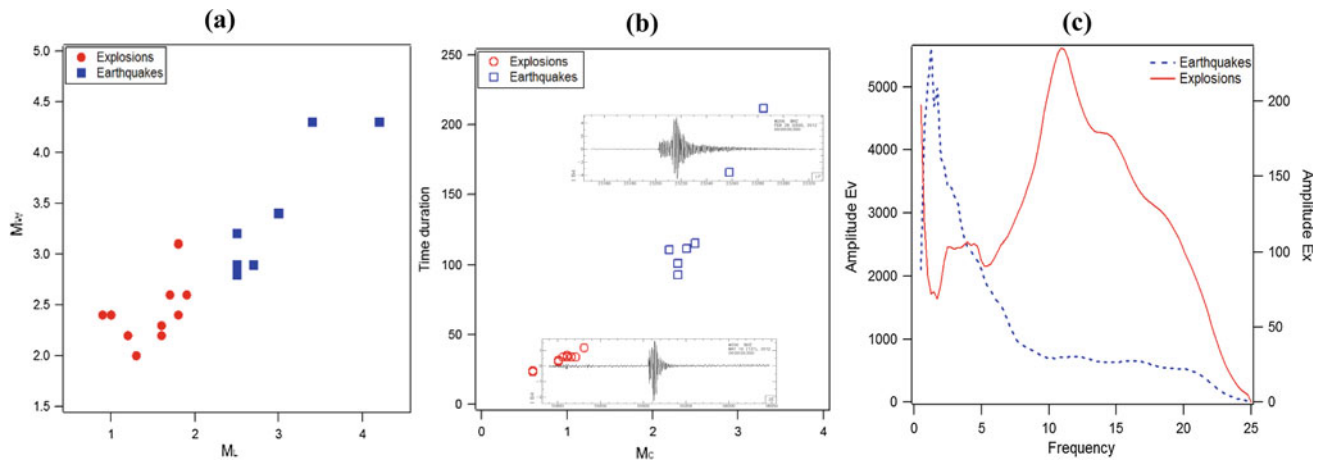 (a)
5.0
4.5
4.0
3.5
3.0
2.5
2.0
1.5
Mw
Explosions
Earthquakes
1
2
3
4
ML
(b)
250
200
150
100
50
0
Time duration
Explosions
Earthquakes
0
1
2
3
4
Mc
(c)
5000
4000
3000
2000
1000
0
Amplitude Ev
Earthquakes
Explosions
200
150
100
50
0
Amplitude Ex
0
5
10
15
20
25
Frequency